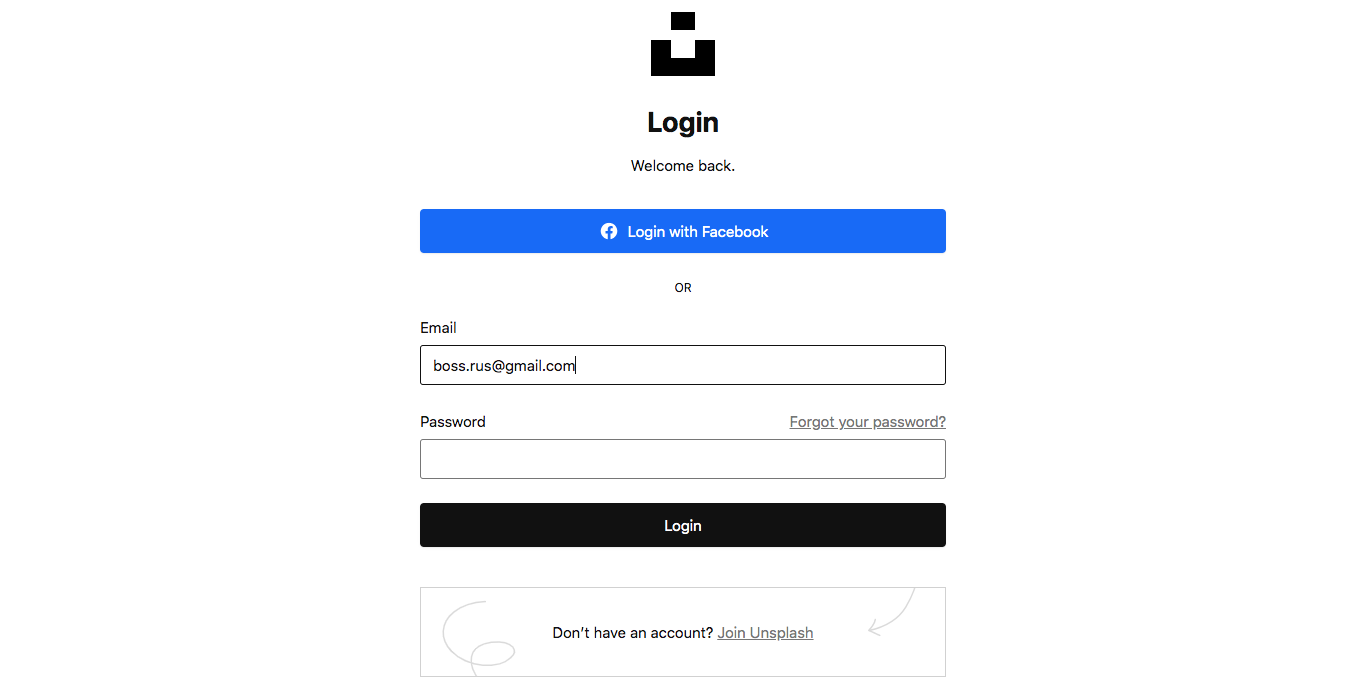 Login
Welcome back.
Login with Facebook
OR
Email
boss.rus@gmail.com
Password Forgot your password?
Login
Don’t have an account? Join Unsplash